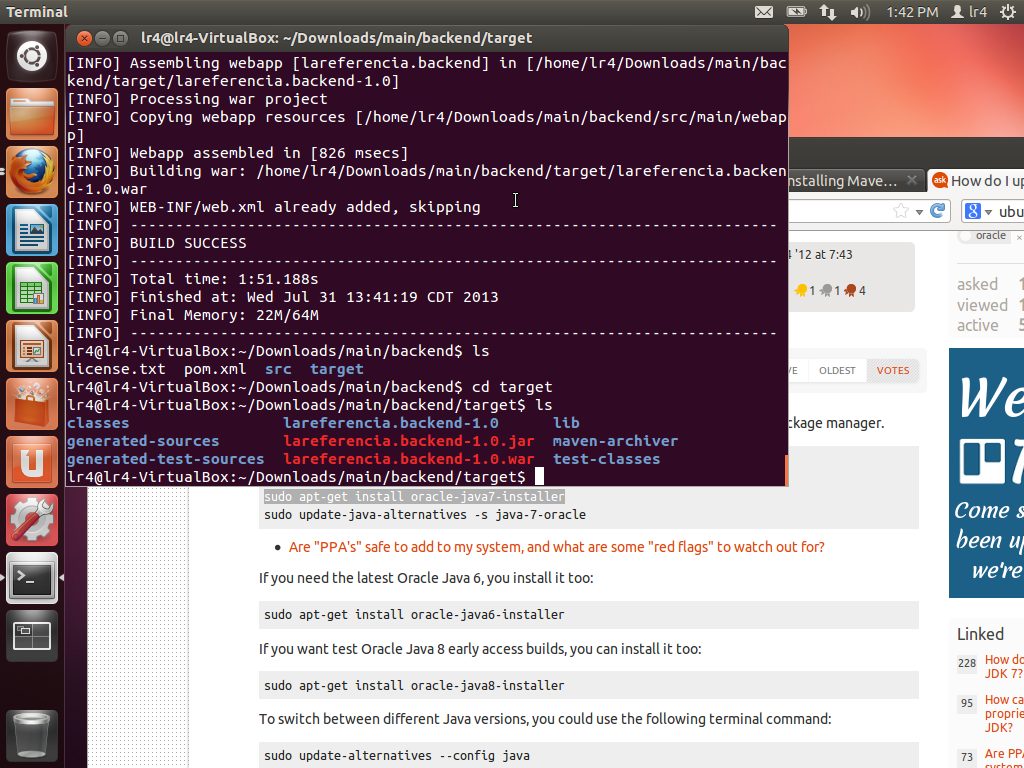 Terminal
1:42 PM
lr4
lr4@lr4-VirtualBox: ~/Downloads/main/backend/target
[INFO] Assembling webapp [lareferencia.backend] in [/home/lr4/Downloads/main/bac
kend/target/lareferencia.backend-1.0]
[INFO] Processing war project
[INFO] Copying webapp resources [/home/lr4/Downloads/main/backend/src/main/webap
p]
[INFO] Webapp assembled in [826 msecs]
[INFO] Building war: /home/lr4/Downloads/main/backend/target/lareferencia.backen
d-1.0.war
[INFO] WEB-INF/web.xml already added, skipping
[INFO] ------------------------------------------------------------------------
[INFO] BUILD SUCCESS
[INFO] ------------------------------------------------------------------------
[INFO] Total time: 1:51.188s
[INFO] Finished at: Wed Jul 31 13:41:19 CDT 2013
[INFO] Final Memory: 22M/64M
[INFO] ------------------------------------------------------------------------
lr4@lr4-VirtualBox:~/Downloads/main/backend$ ls
license.txt pom.xml src target
lr4@lr4-VirtualBox:~/Downloads/main/backend$ cd target
lr4@lr4-VirtualBox:~/Downloads/main/backend/target$ ls
classes lareferencia.backend-1.0 lib
generated-sources lareferencia.backend-1.0.jar maven-archiver
generated-test-sources lareferencia.backend-1.0.war test-classes
lr4@lr4-VirtualBox:~/Downloads/main/backend/target$
nstalling Mave...
ask
How do I up
8
ubu
oracle ×
4 '12 at 7:43
1 1 4
VE OLDEST VOTES
ckage manager.
sudo apt-get install oracle-java7-installer
sudo update-java-alternatives -s java-7-oracle
• Are "PPA's" safe to add to my system, and what are some "red flags" to watch out for?
If you need the latest Oracle Java 6, you install it too:
sudo apt-get install oracle-java6-installer
If you want test Oracle Java 8 early access builds, you can install it too:
sudo apt-get install oracle-java8-installer
To switch between different Java versions, you could use the following terminal command:
sudo update-alternatives --config java
asked 1
viewed 1
active 5
We
Come s
been up
we're
Linked
228 How do
JDK 7?
95 How ca
proprie
JDK?
73 Are PPA